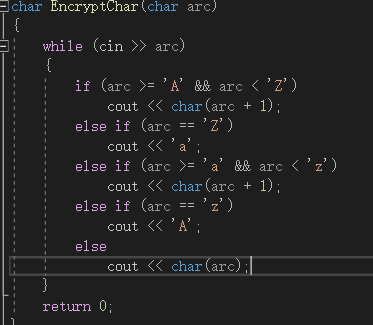 char EncryptChar(char arc)
{
    while (cin >> arc)
    {
        if (arc >= 'A' && arc < 'Z')
            cout << char(arc + 1);
        else if (arc == 'Z')
            cout << 'a';
        else if (arc >= 'a' && arc < 'z')
            cout << char(arc + 1);
        else if (arc == 'z')
            cout << 'A';
        else
            cout << char(arc);
    }
    return 0;